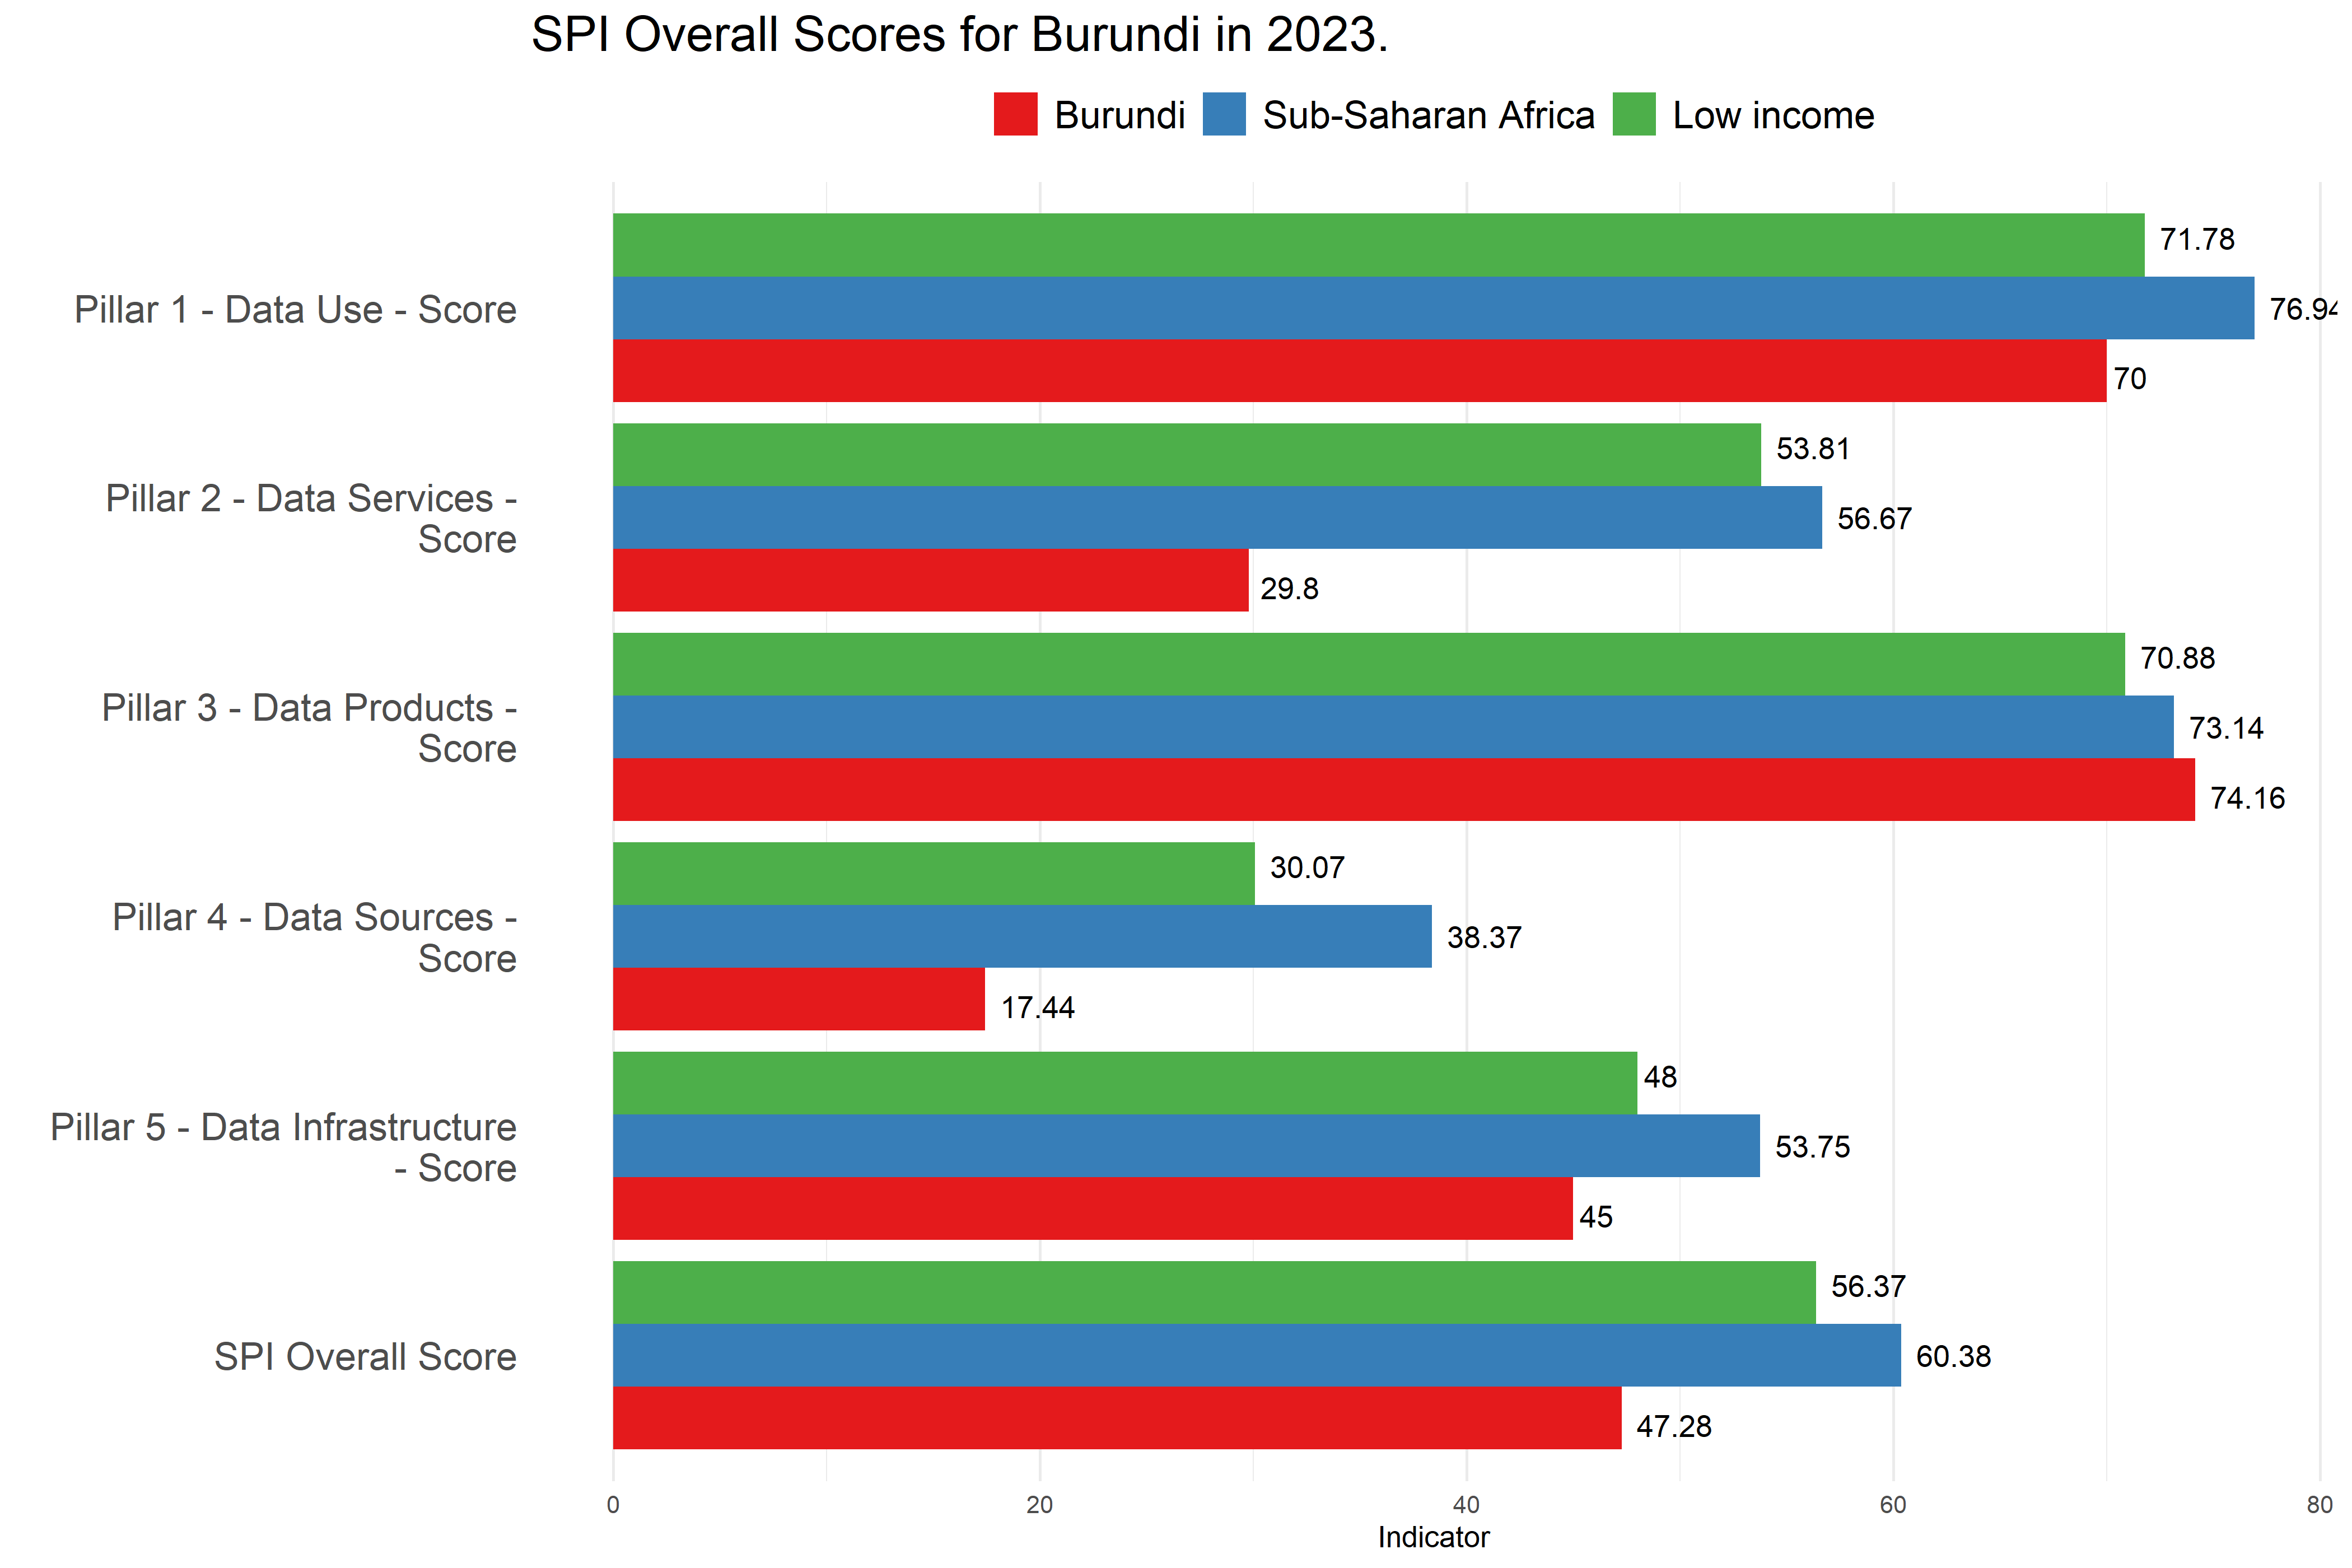 SPI Overall Scores for Burundi in 2023.
Burundi Sub-Saharan Africa Low income
Pillar 1 - Data Use - Score
71.78
76.94
70
Pillar 2 - Data Services -
Score
53.81
56.67
29.8
Pillar 3 - Data Products -
Score
70.88
73.14
74.16
Pillar 4 - Data Sources -
Score
30.07
38.37
17.44
Pillar 5 - Data Infrastructure
- Score
48
53.75
45
SPI Overall Score
56.37
60.38
47.28
0 20 40 60 80
Indicator